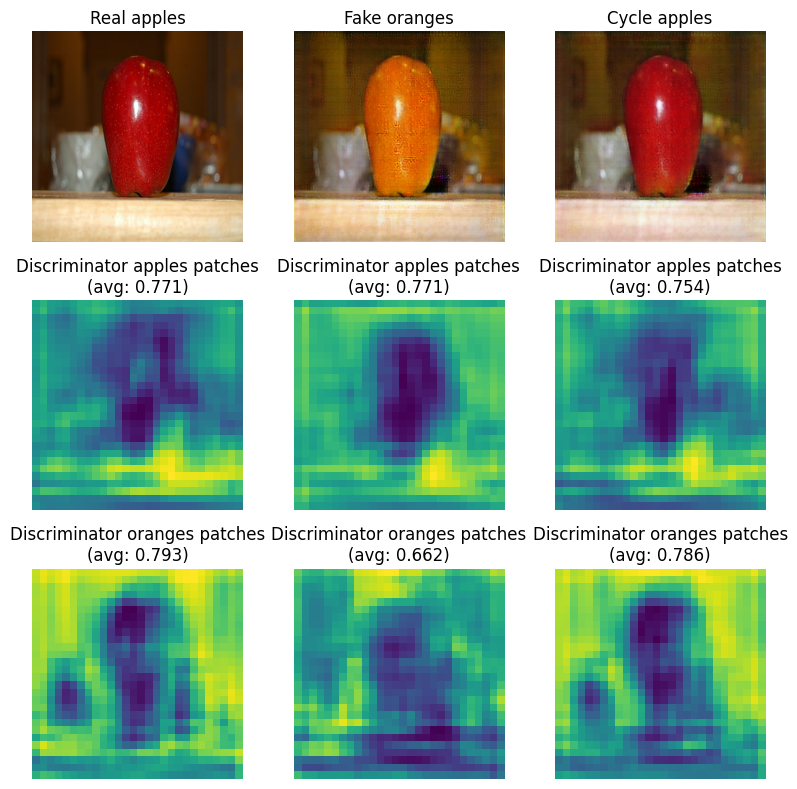 Real apples
Fake oranges
Cycle apples
Discriminator apples patches
(avg: 0.771)
Discriminator apples patches
(avg: 0.771)
Discriminator apples patches
(avg: 0.754)
Discriminator oranges patches
(avg: 0.793)
Discriminator oranges patches
(avg: 0.662)
Discriminator oranges patches
(avg: 0.786)